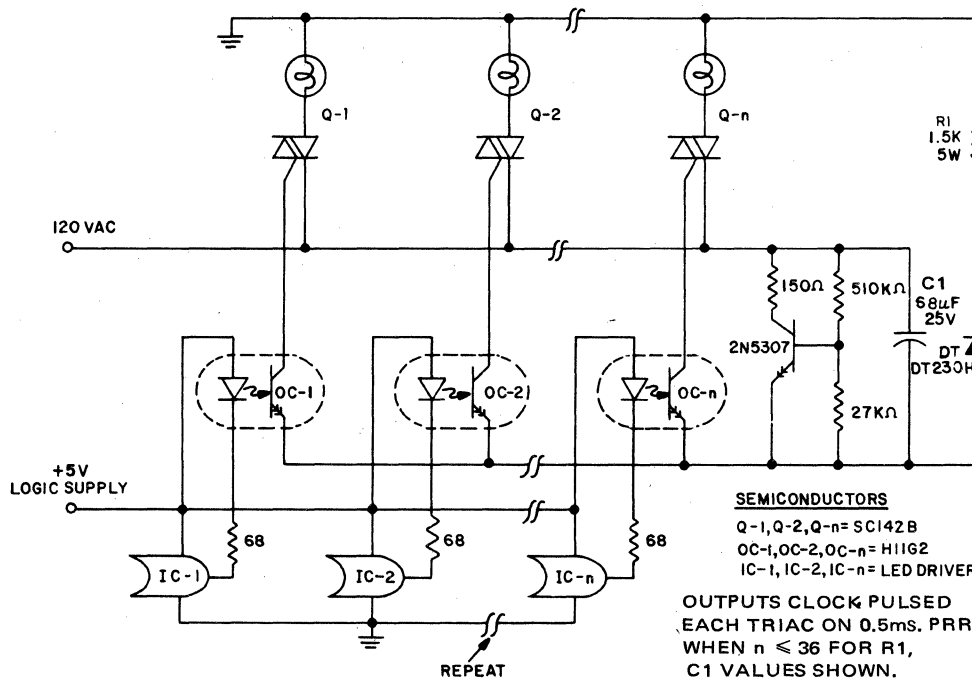 Q-1
Q-2
Q-n
R1
1.5K
5W
120 VAC
150Ω
510KΩ
C1
68µF
25V
2N5307
DT
DT230H
27KΩ
OC-1
OC-2
OC-n
+5V
LOGIC SUPPLY
68
68
68
IC-1
IC-2
IC-n
REPEAT
SEMICONDUCTORS
Q-1,Q-2,Q-n=SC142B
OC-1,OC-2,OC-n=H11G2
IC-1,IC-2,IC-n=LED DRIVER
OUTPUTS CLOCK PULSED
EACH TRIAC ON 0.5ms. PRR
WHEN n ≤ 36 FOR R1,
C1 VALUES SHOWN.